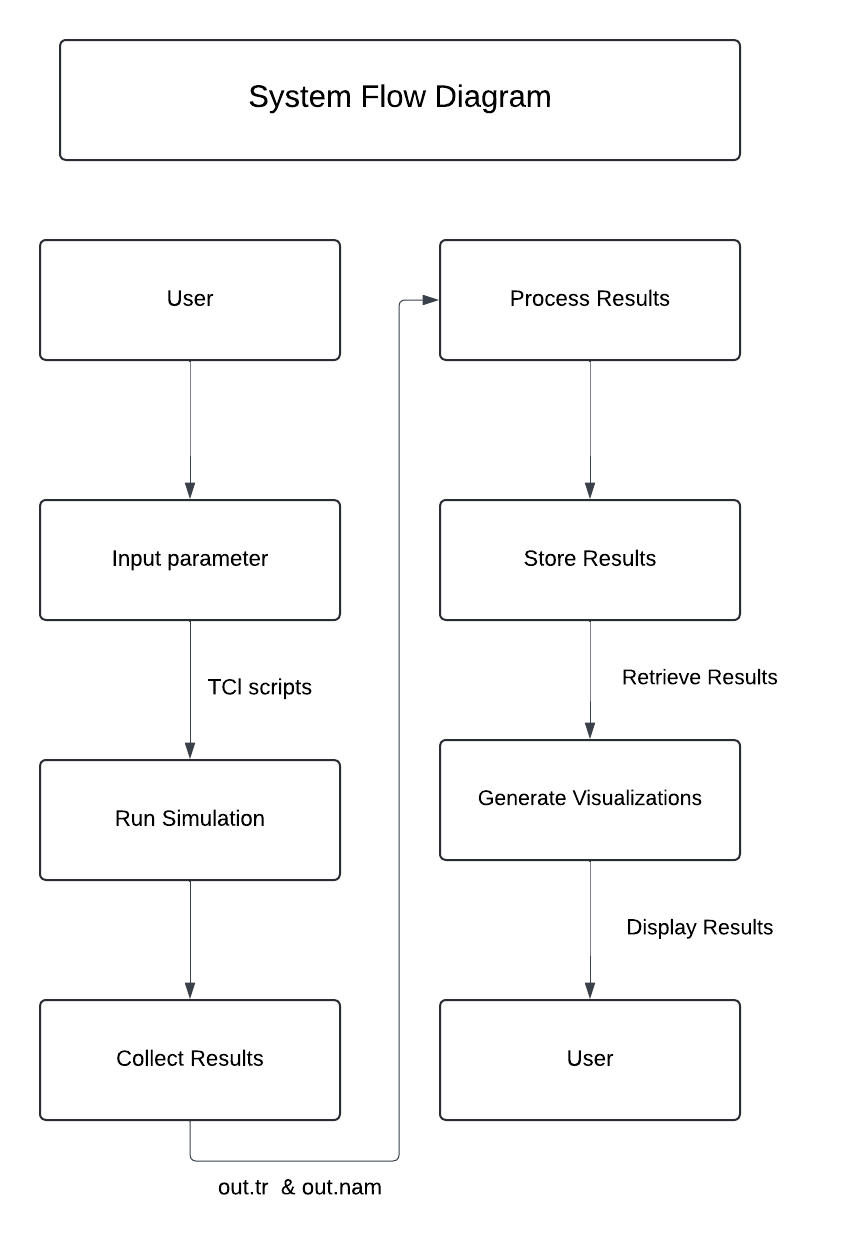 System Flow Diagram
User
Input parameter
TCl scripts
Run Simulation
Collect Results
out.tr  & out.nam
Process Results
Store Results
Retrieve Results
Generate Visualizations
Display Results
User